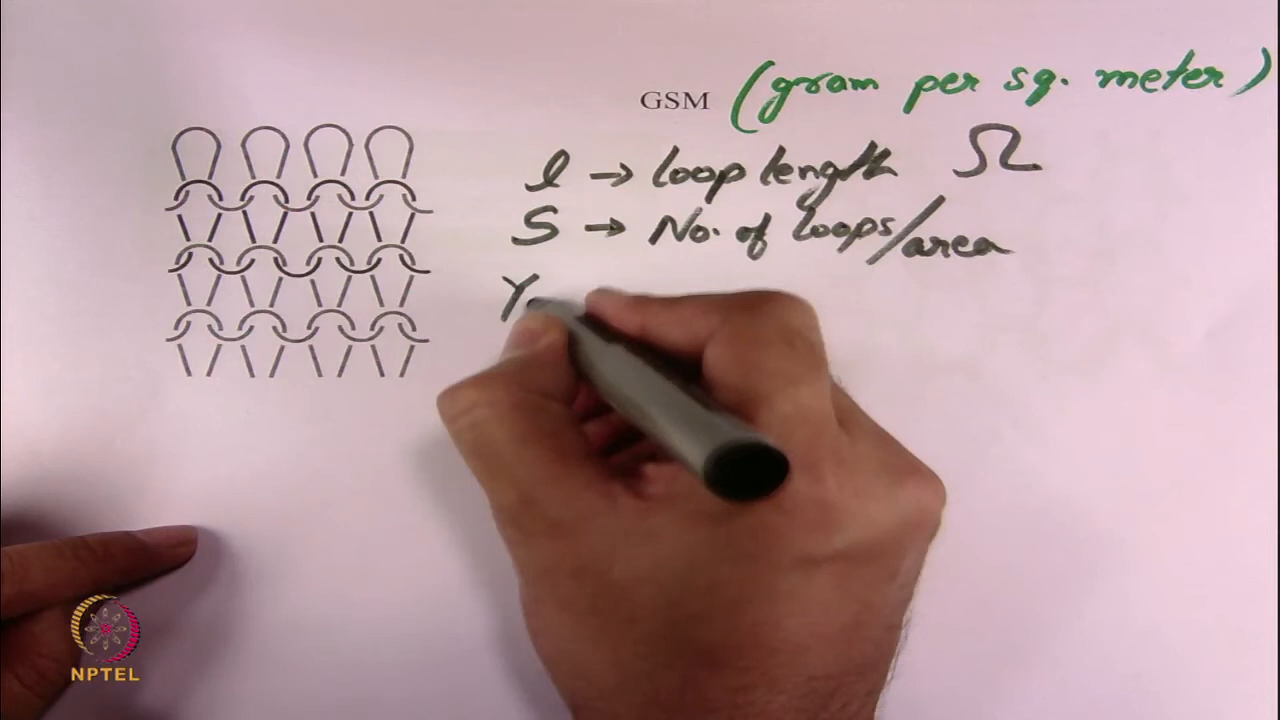 GSM (gram per sq. meter)
l → loop length
S → No. of loops/area
Y
NPTEL